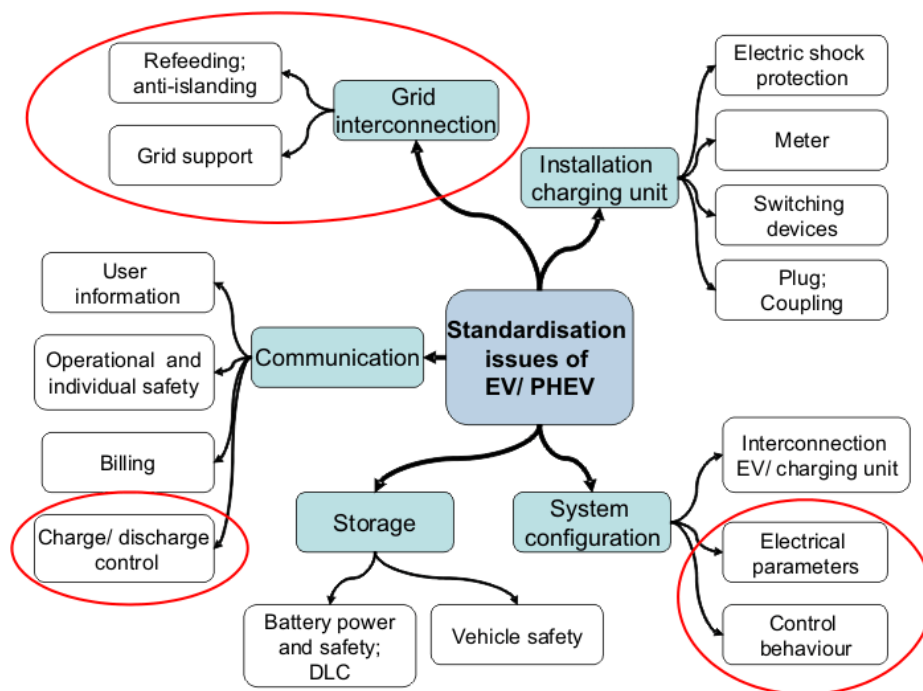 Refeeding;
anti-islanding
Grid support
Grid
interconnection
Electric shock
protection
Meter
Switching
devices
Plug;
Coupling
Installation
charging unit
User
information
Operational and
individual safety
Billing
Charge/ discharge
control
Communication
Standardisation
issues of
EV/ PHEV
Storage
Battery power
and safety;
DLC
Vehicle safety
System
configuration
Interconnection
EV/ charging unit
Electrical
parameters
Control
behaviour